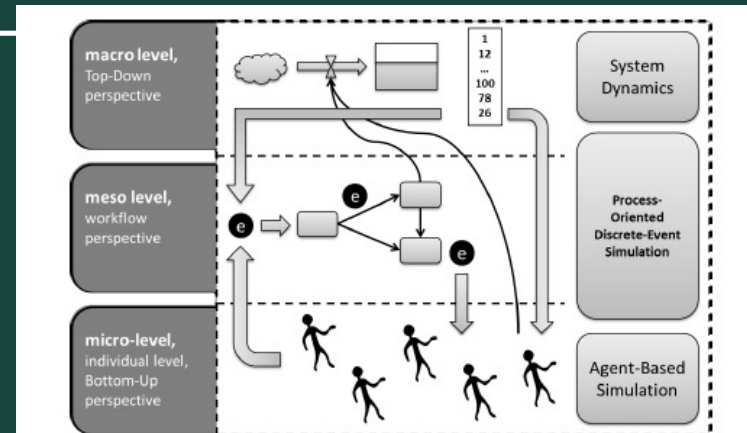 macro level,
Top-Down
perspective
1
12
...
100
78
26
System
Dynamics
meso level,
workflow
perspective
e
e
e
Process-
Oriented
Discrete-Event
Simulation
micro-level,
individual level,
Bottom-Up
perspective
Agent-Based
Simulation